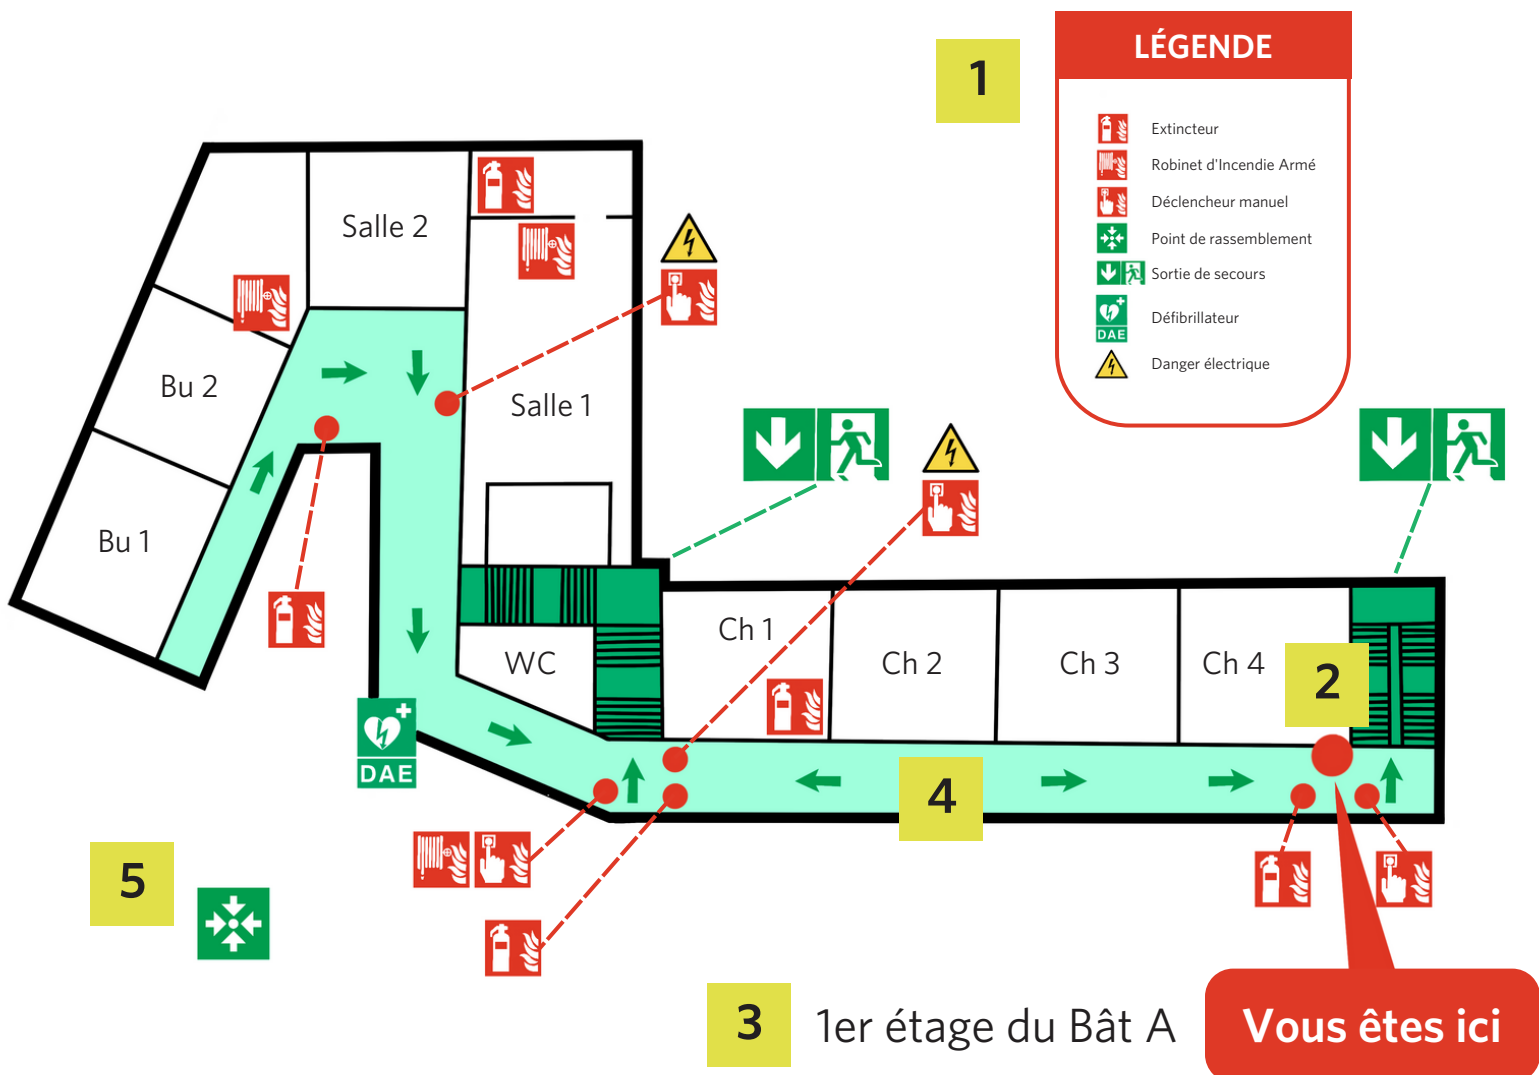 1
LÉGENDE
Extincteur
Robinet d'Incendie Armé
Déclencheur manuel
Point de rassemblement
Sortie de secours
Défibrillateur
DAE
Danger électrique
Salle 2
Bu 2
Salle 1
Bu 1
WC
Ch 1
Ch 2
Ch 3
Ch 4
2
DAE
4
5
3
1er étage du Bât A
Vous êtes ici